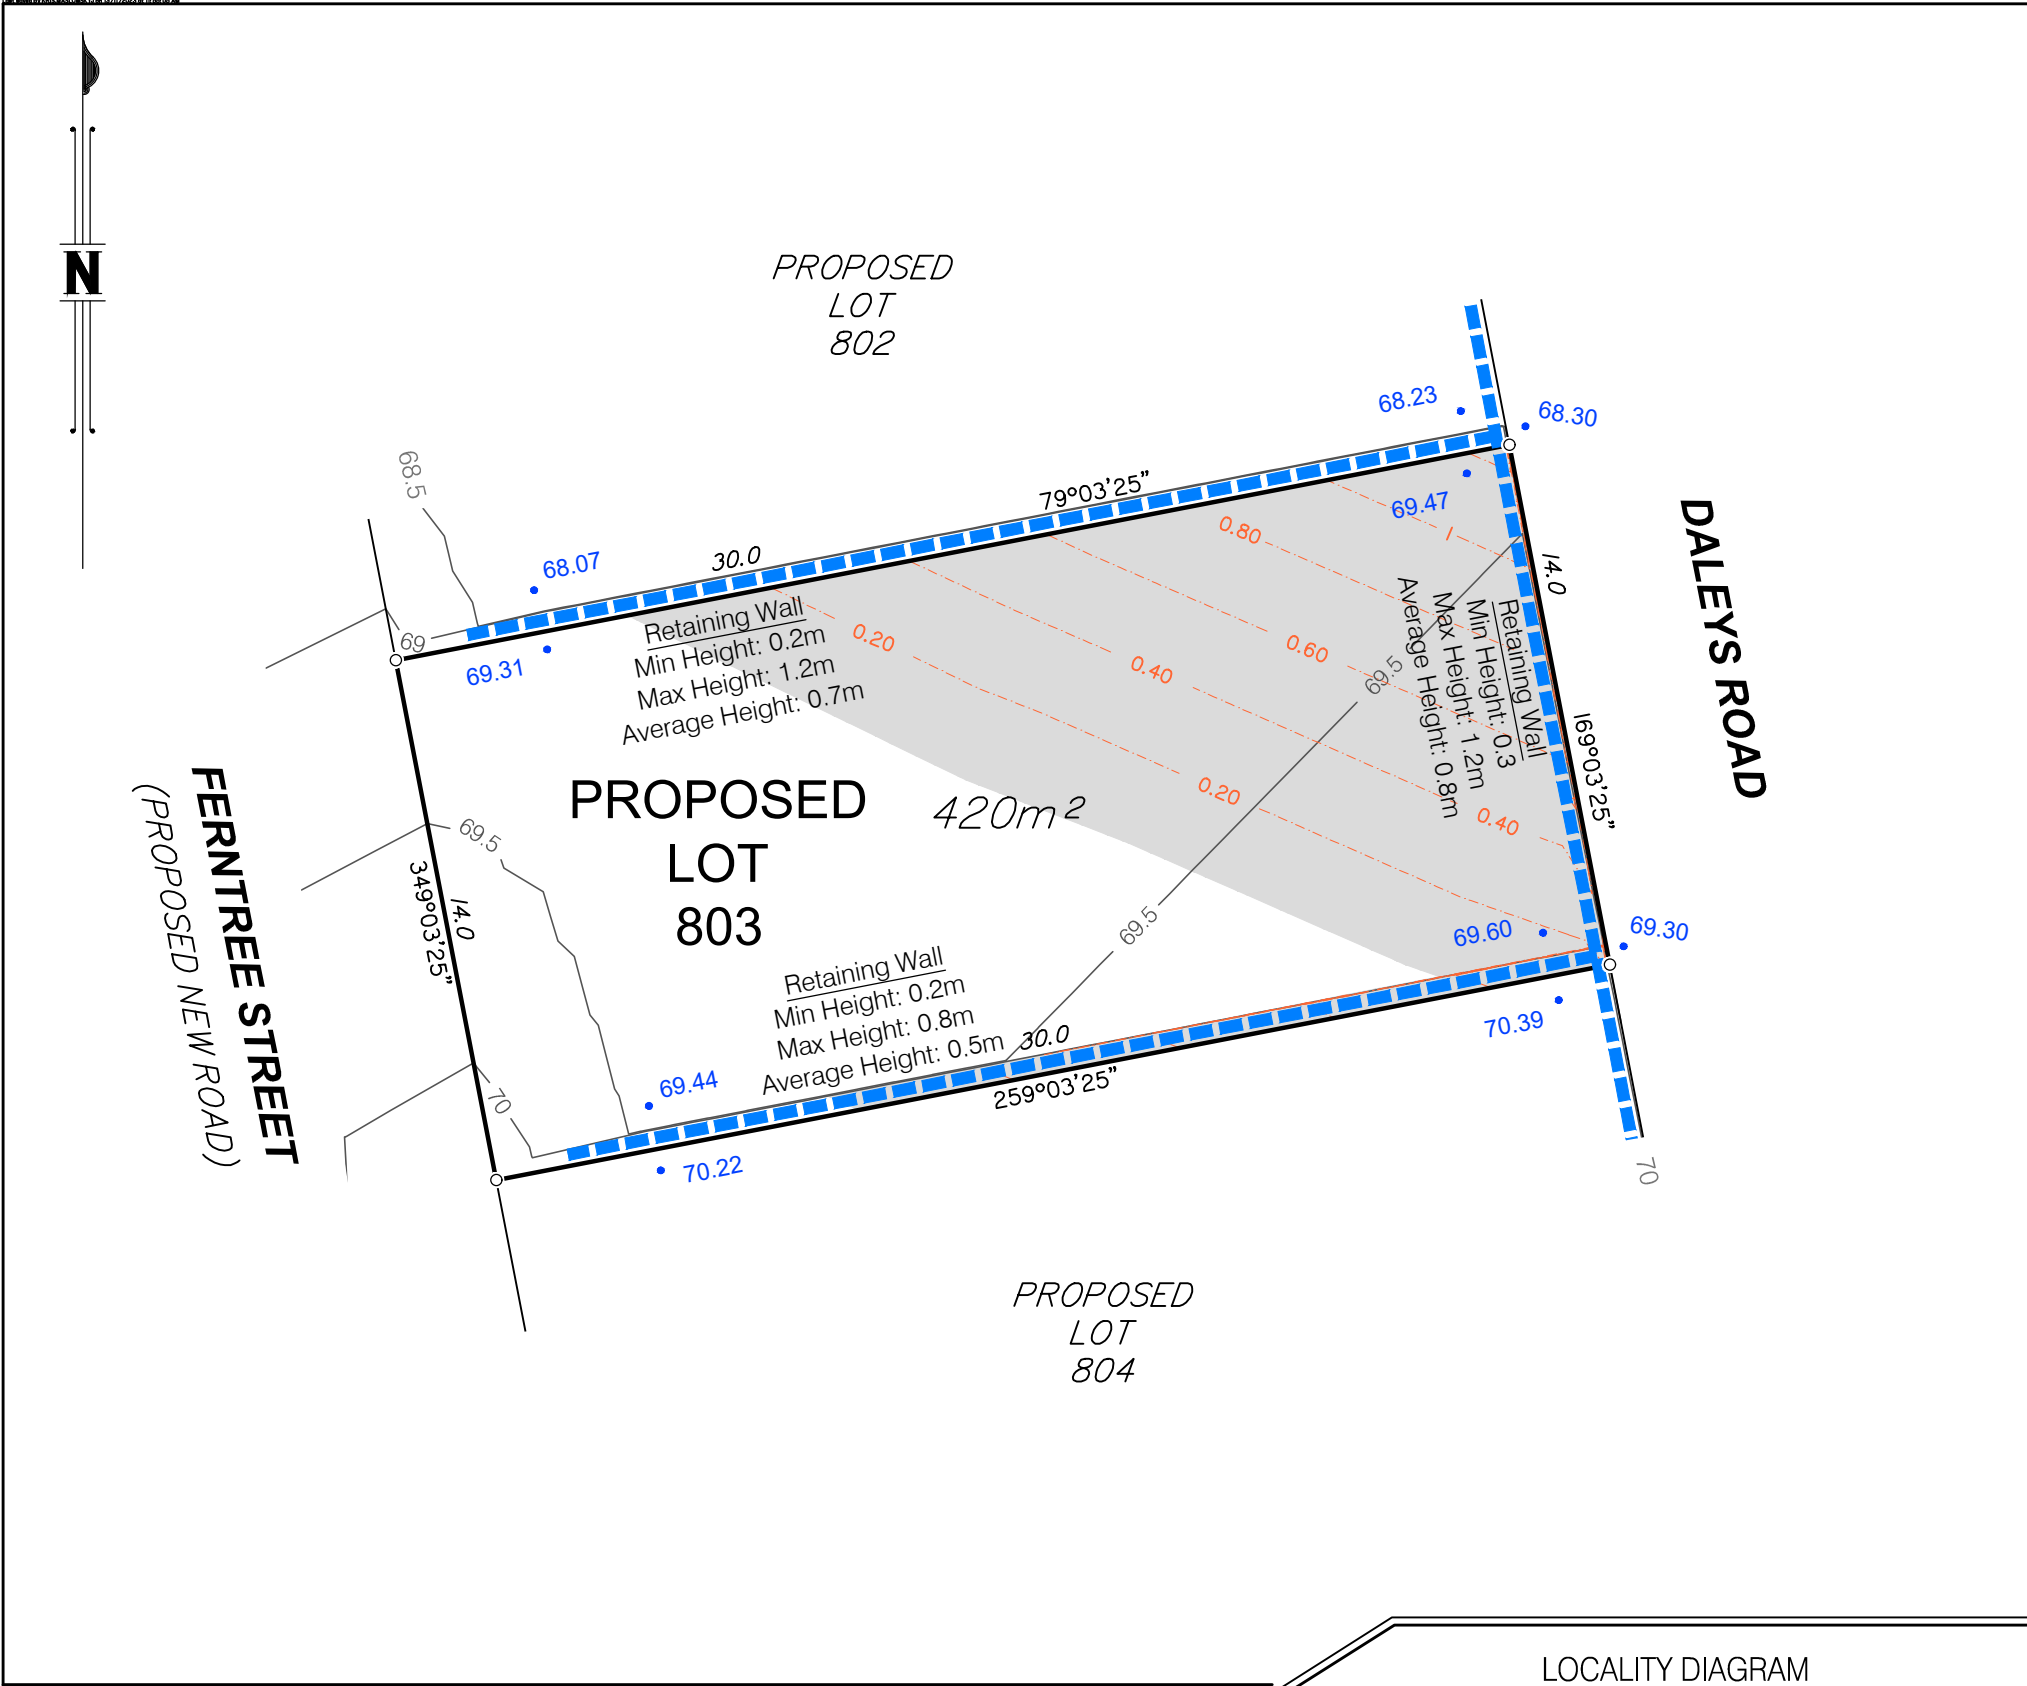 N
PROPOSED
LOT
802
68.23
68.30
68.5
79°03'25"
69.47
0.80
1
30.0
68.07
14.0
DALEYS ROAD
69
69.31
Retaining Wall
Min Height: 0.2m
Max Height: 1.2m
Average Height: 0.7m
0.20
0.40
0.60
69.5
Retaining Wall
Min Height: 0.3
Max Height: 1.2m
Average Height: 0.8m
169°03'25"
FERNTREE STREET
(PROPOSED NEW ROAD)
PROPOSED
LOT
803
420m²
0.20
0.40
69.5
349°03'25"
14.0
69.5
69.60
69.30
Retaining Wall
Min Height: 0.2m
Max Height: 0.8m
Average Height: 0.5m
30.0
259°03'25"
70.39
70
69.44
70.22
70
PROPOSED
LOT
804
LOCALITY DIAGRAM